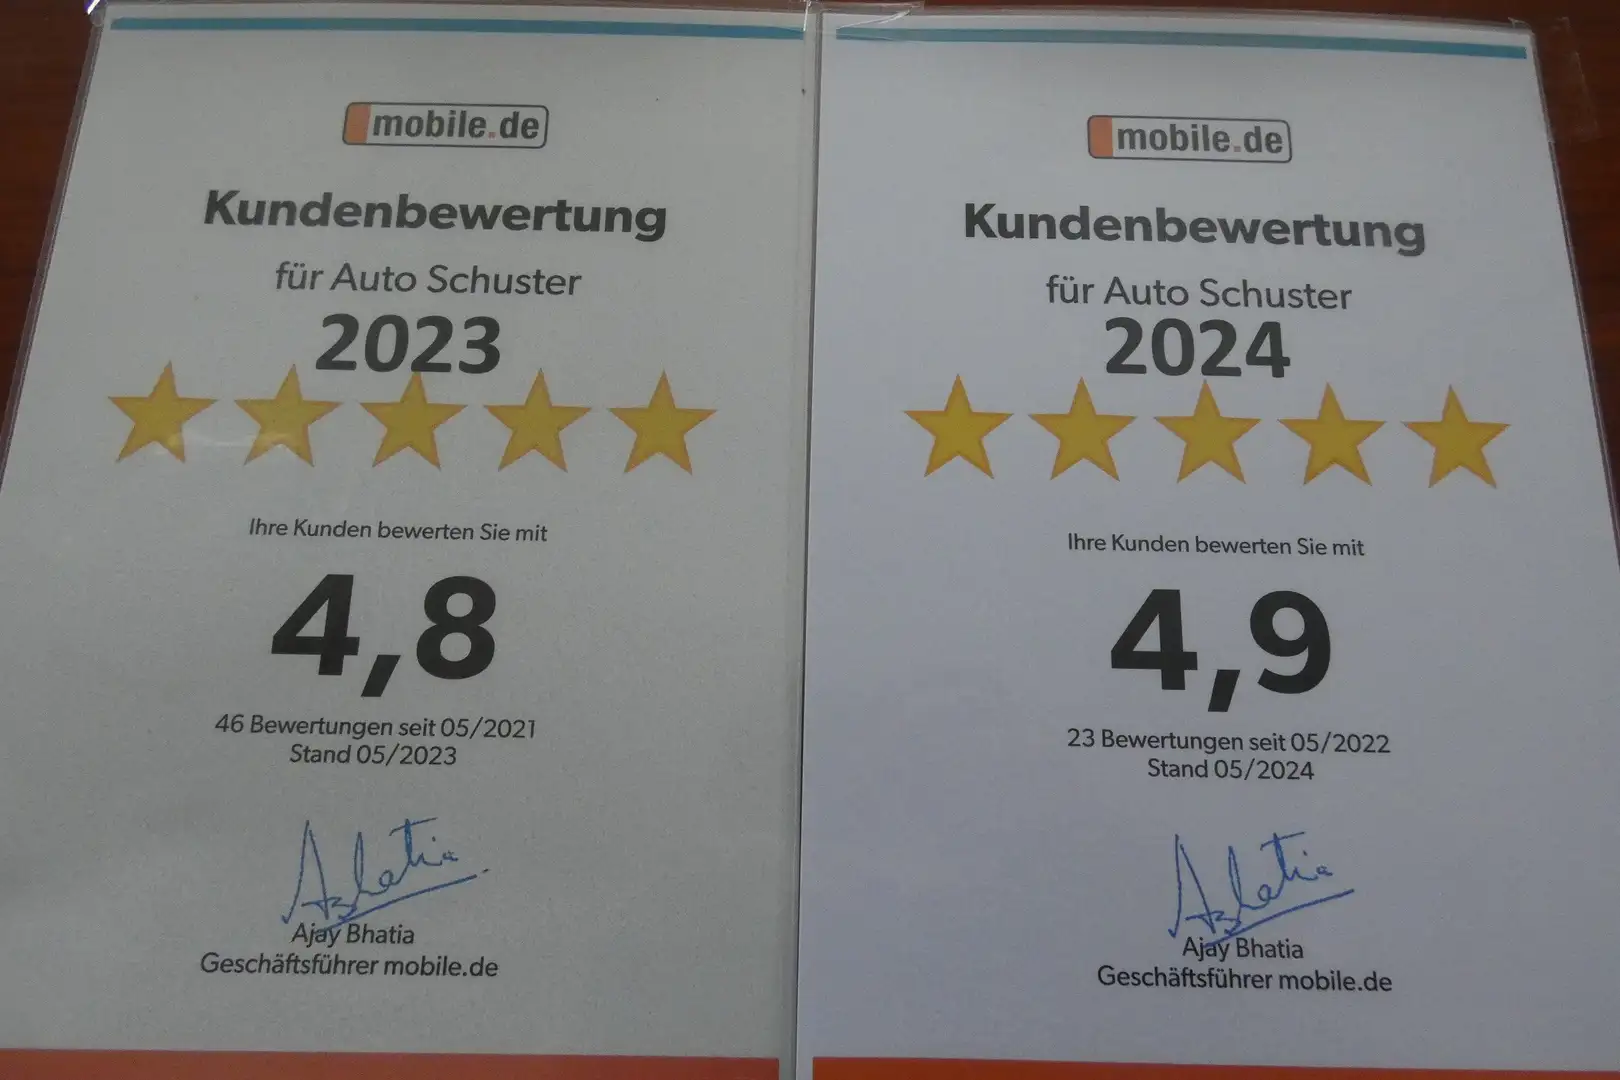 mobile.de
Kundenbewertung
für Auto Schuster
2023
Ihre Kunden bewerten Sie mit
4,8
46 Bewertungen seit 05/2021
Stand 05/2023
Ajay Bhatia
Geschäftsführer mobile.de
mobile.de
Kundenbewertung
für Auto Schuster
2024
Ihre Kunden bewerten Sie mit
4,9
23 Bewertungen seit 05/2022
Stand 05/2024
Ajay Bhatia
Geschäftsführer mobile.de